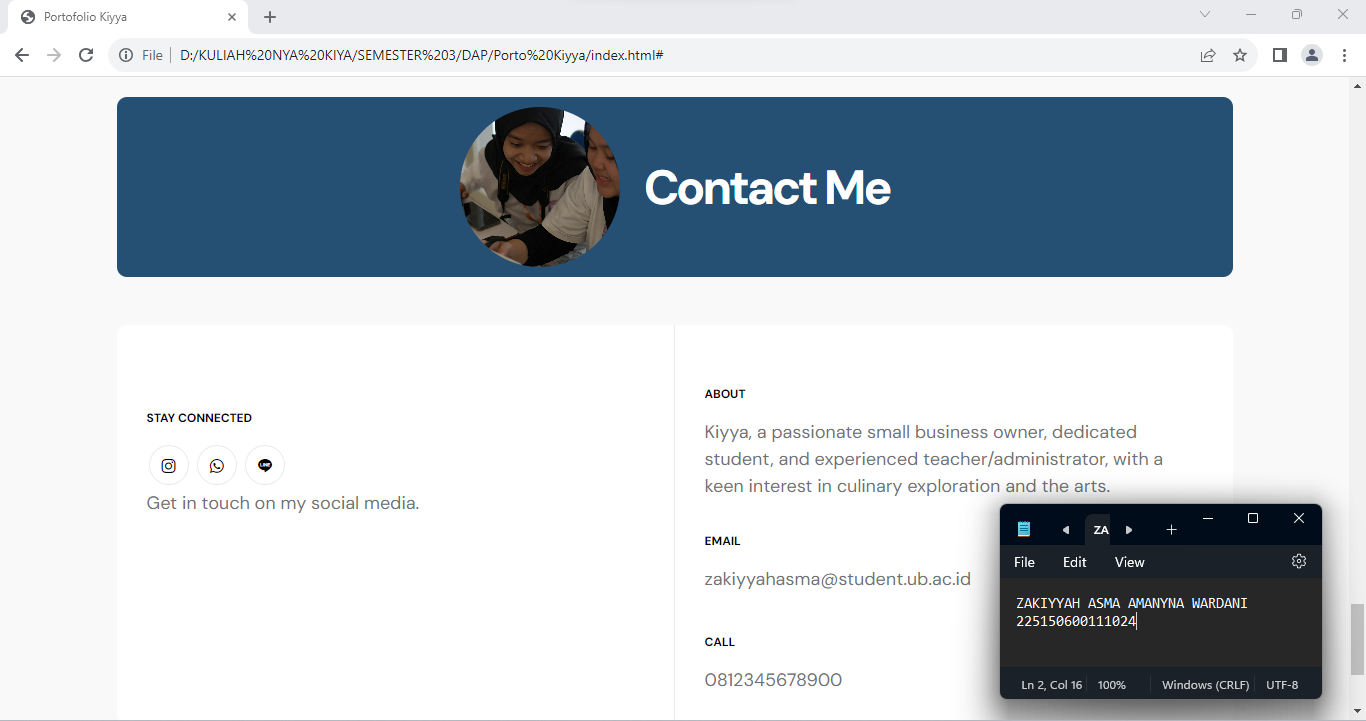 Portofolio Kiyya
File
D:/KULIAH%20NYA%20KIYA/SEMESTER%203/DAP/Porto%20Kiyya/index.html#
Contact Me
STAY CONNECTED
LINE
Get in touch on my social media.
ABOUT
Kiyya, a passionate small business owner, dedicated
student, and experienced teacher/administrator, with a
keen interest in culinary exploration and the arts.
EMAIL
zakiyyahasma@student.ub.ac.id
CALL
0812345678900
ZA
File Edit View
ZAKIYYAH ASMA AMANYNA WARDANI
225150600111024
Ln 2, Col 16 100% Windows (CRLF) UTF-8